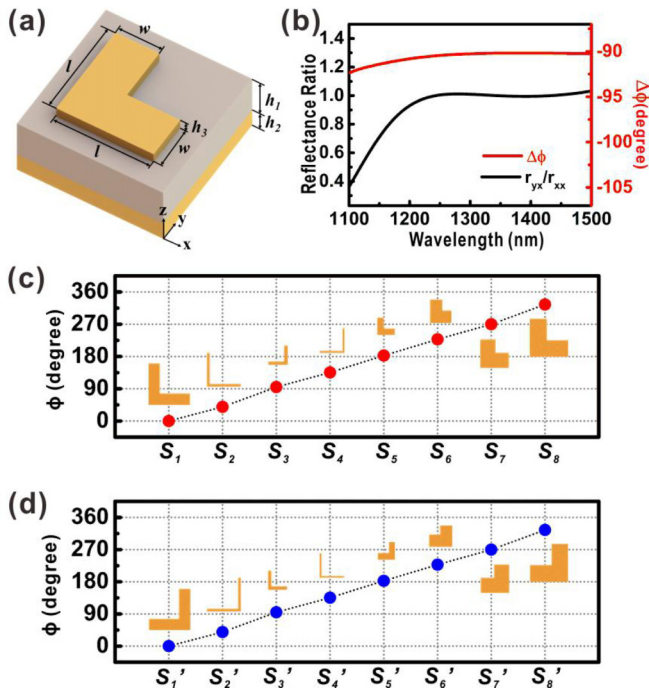 (a)
w
l
h1
h2
h3
l
w
z
y
x
(b)
1.4
1.2
1.0
0.8
0.6
0.4
Reflectance Ratio
-90
-95
-100
-105
Δϕ(degree)
Δϕ
ryx/rxx
1100 1200 1300 1400 1500
Wavelength (nm)
(c)
360
270
180
90
0
ϕ (degree)
S1 S2 S3 S4 S5 S6 S7 S8
(d)
360
270
180
90
0
ϕ (degree)
S1' S2' S3' S4' S5' S6' S7' S8'